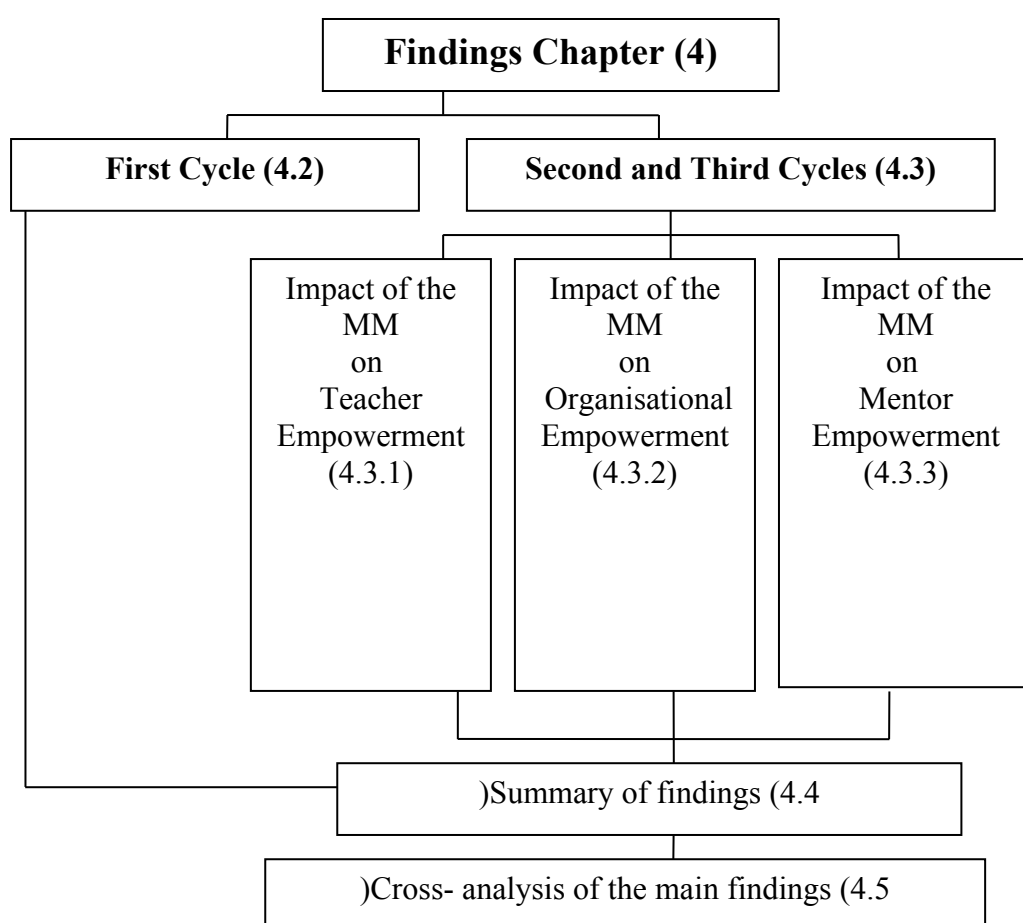 Findings Chapter (4)
First Cycle (4.2)
Second and Third Cycles (4.3)
Impact of the
MM
on
Teacher
Empowerment
(4.3.1)
Impact of the
MM
on
Organisational
Empowerment
(4.3.2)
Impact of the
MM
on
Mentor
Empowerment
(4.3.3)
)Summary of findings (4.4
)Cross- analysis of the main findings (4.5